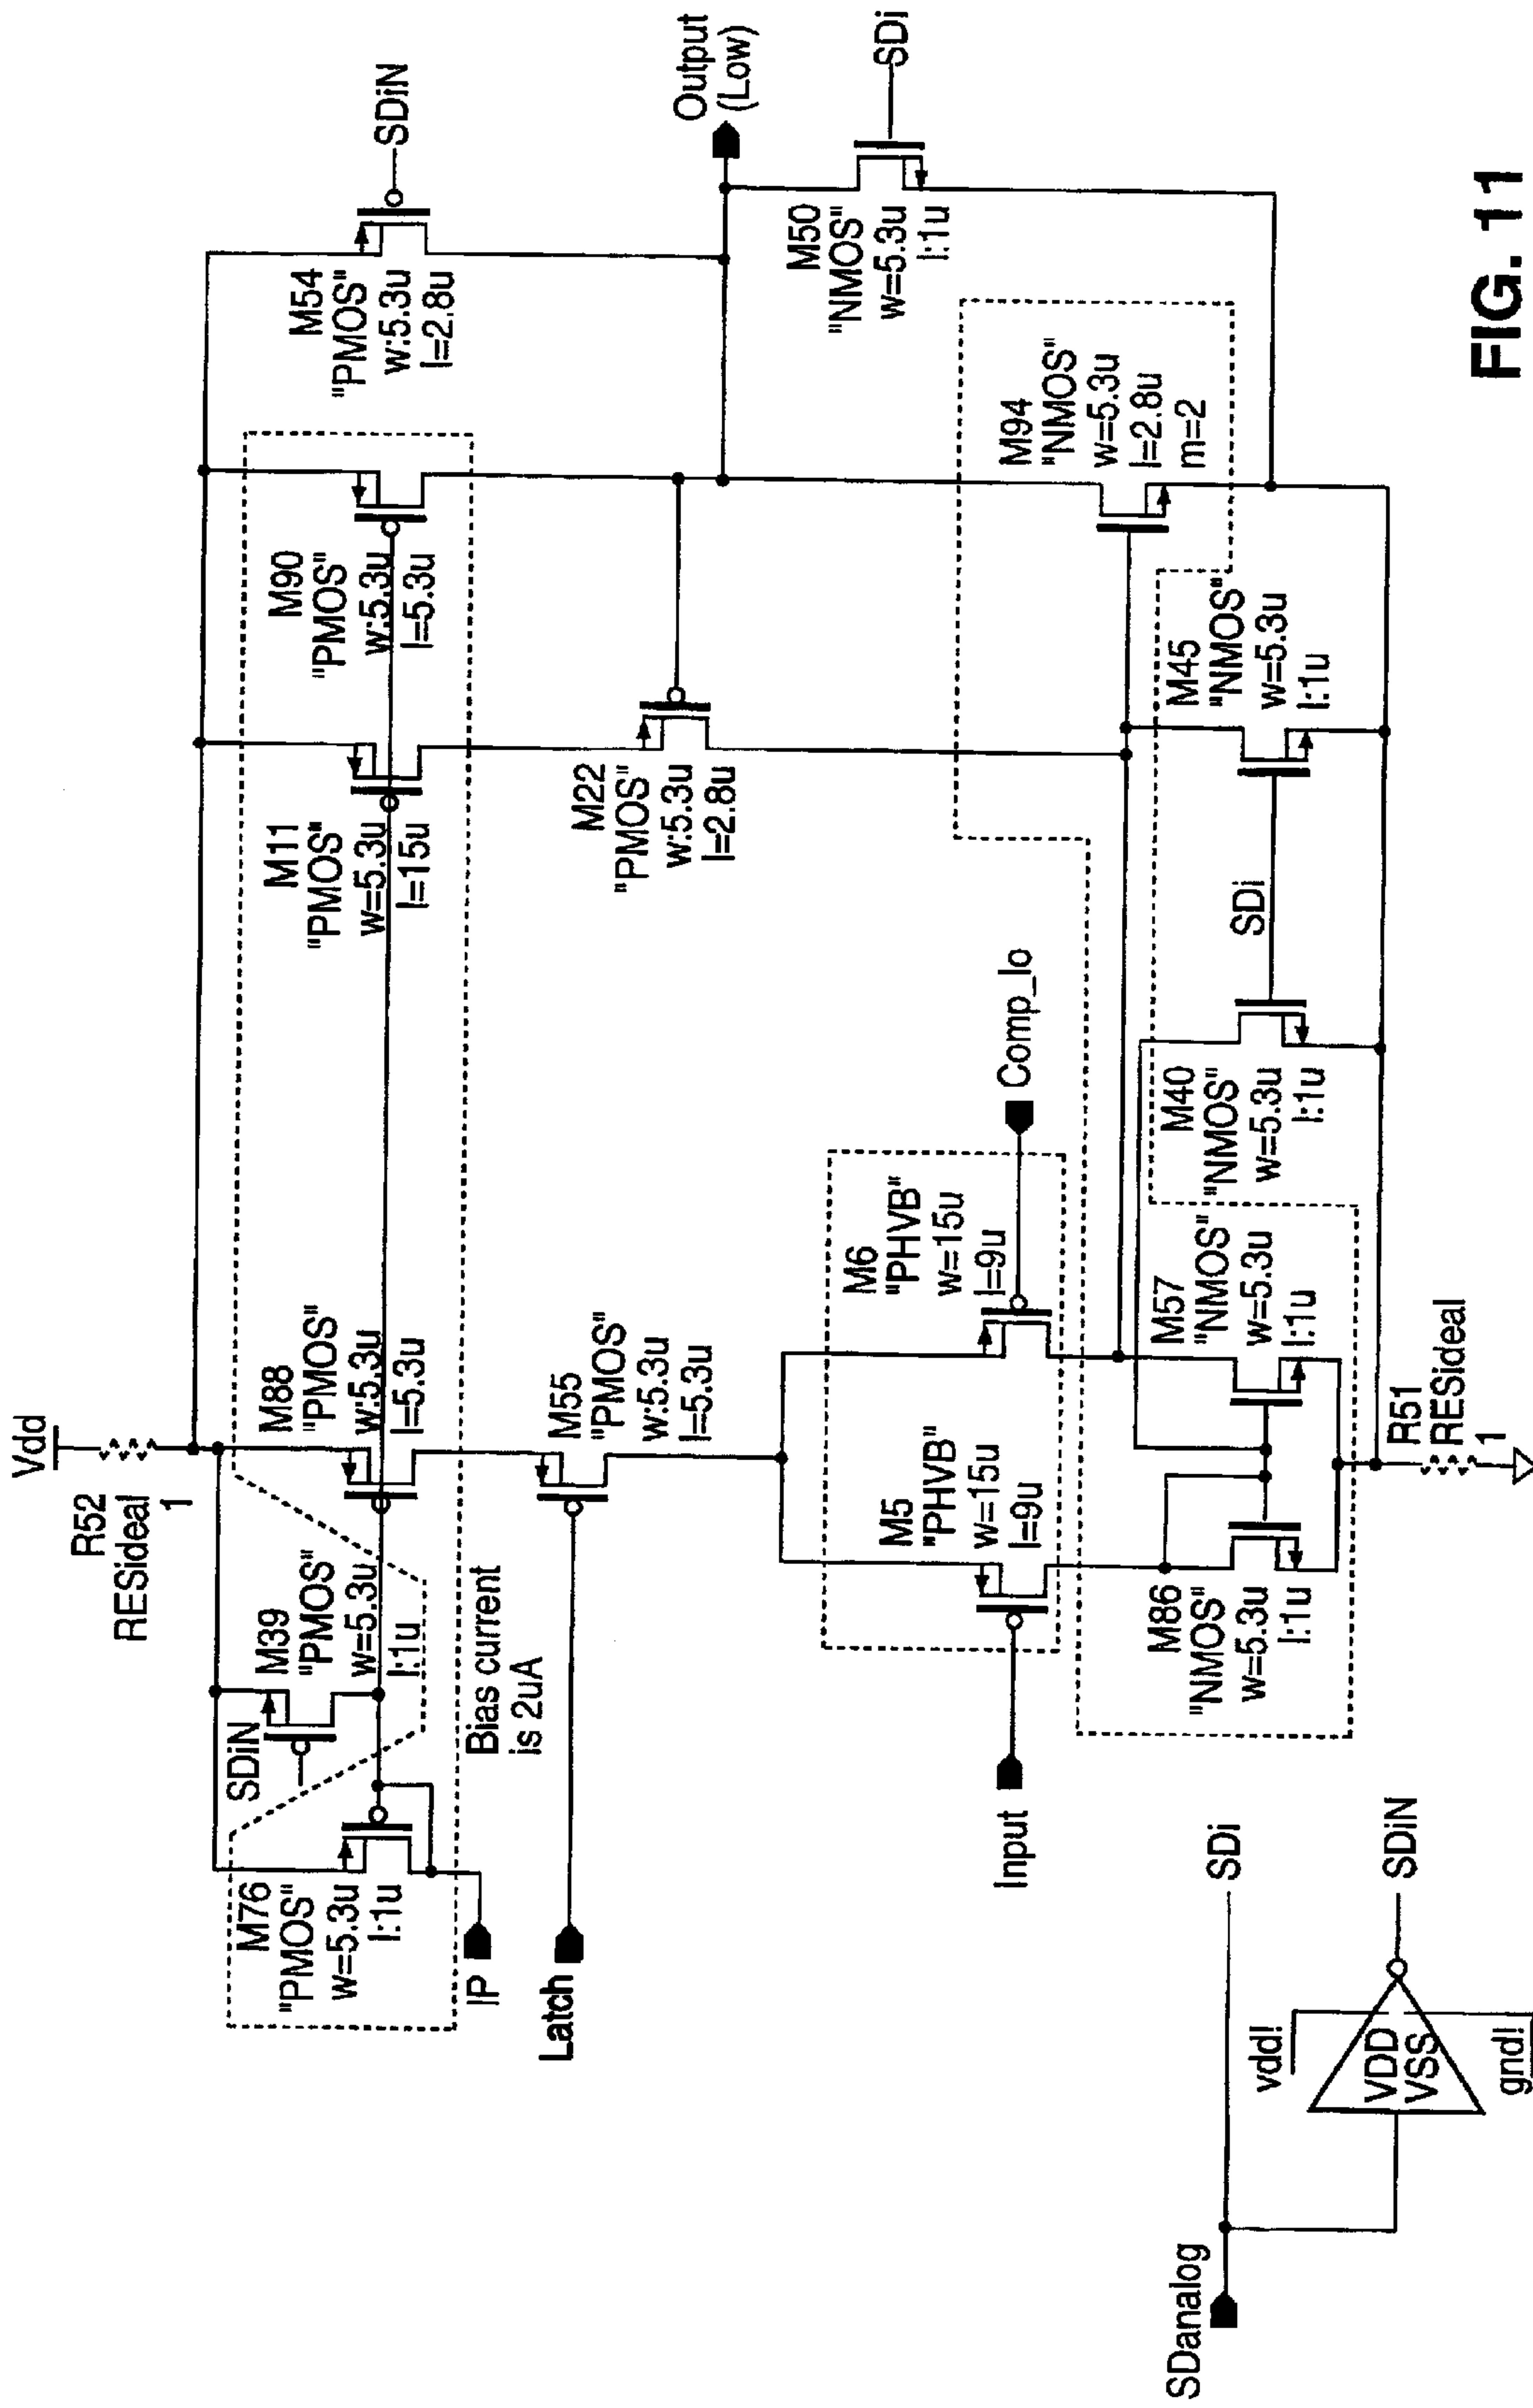 Vdd
R52
RESideal
1
SDiN
M39
"PMOS"
w=5.3u
l:1u
M76
"PMOS"
w=5.3u
l:1u
IP
Bias current
is 2uA
Latch
M88
"PMOS"
w:5.3u
l=5.3u
M55
"PMOS"
w:5.3u
l=5.3u
M11
"PMOS"
w=5.3u
l=15u
M90
"PMOS"
w:5.3u
l=5.3u
M54
"PMOS"
w:5.3u
l=2.8u
SDiN
M22
"PMOS"
w:5.3u
l=2.8u
Output
(Low)
M50
"NMOS"
w=5.3u
l:1u
SDi
Input
M5
"PHVB"
w=15u
l=9u
M6
"PHVB"
w=15u
l=9u
Comp_lo
M94
"NMOS"
w=5.3u
l=2.8u
m=2
M86
"NMOS"
w=5.3u
l:1u
M57
"NMOS"
w=5.3u
l:1u
M40
"NMOS"
w=5.3u
l:1u
SDi
M45
"NMOS"
w=5.3u
l:1u
R51
RESideal
1
SDanalog
SDi
vdd!
VDD
VSS
gnd!
SDiN
FIG. 11